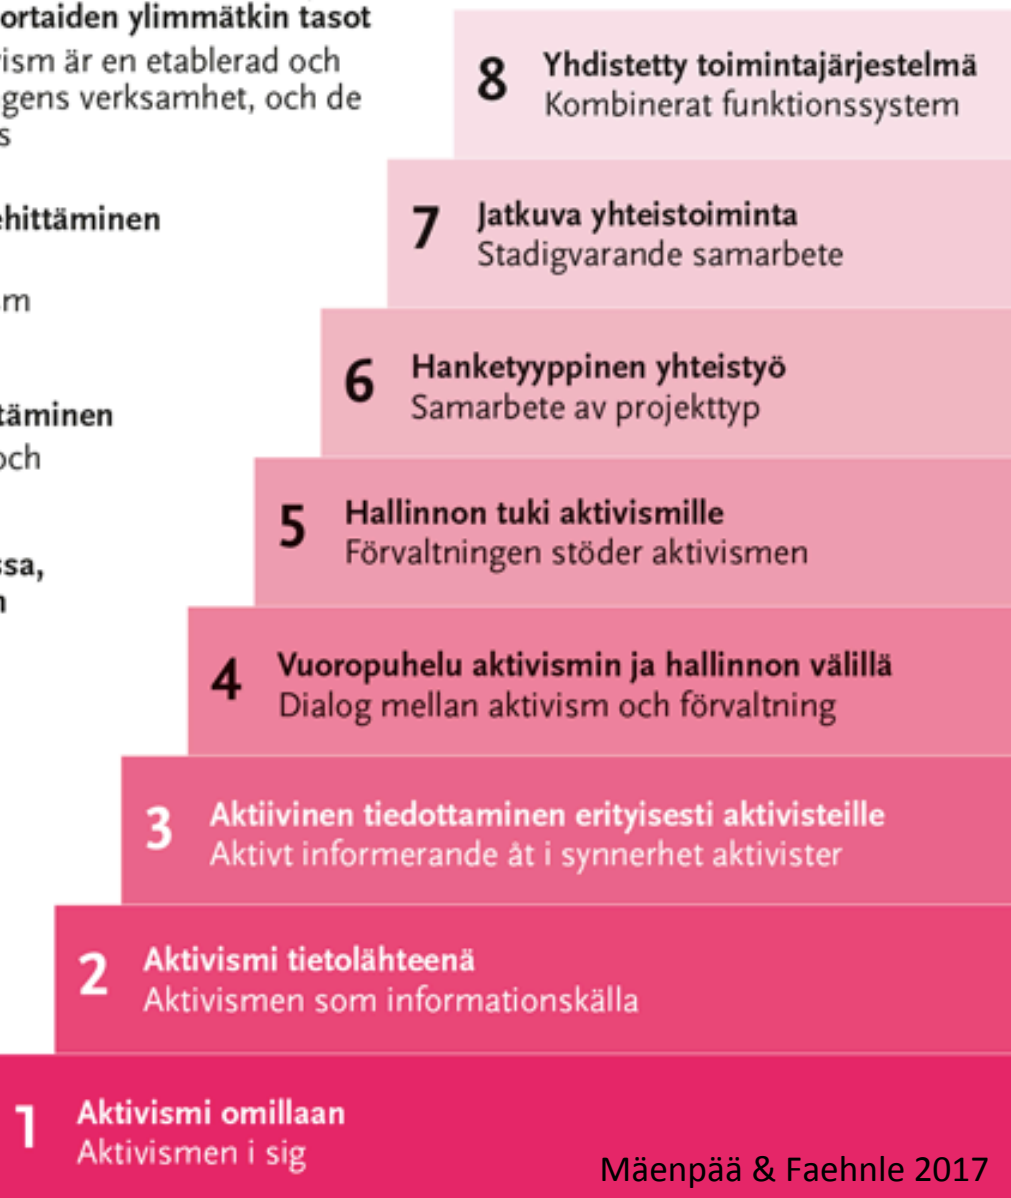 ortaiden ylimmätkin tasot
ism är en etablerad och
gens verksamhet, och de
s
ehittäminen
m
täminen
och
ssa,
n
8 Yhdistetty toimintajärjestelmä
Kombinerat funktionssystem
7 Jatkuva yhteistoiminta
Stadigvarande samarbete
6 Hanketyyppinen yhteistyö
Samarbete av projekttyp
5 Hallinnon tuki aktivismille
Förvaltningen stöder aktivismen
4 Vuoropuhelu aktivismin ja hallinnon välillä
Dialog mellan aktivism och förvaltning
3 Aktiivinen tiedottaminen erityisesti aktivisteille
Aktivt informerande åt i synnerhet aktivister
2 Aktivismi tietolähteenä
Aktivismen som informationskälla
1 Aktivismi omillaan
Aktivismen i sig
Mäenpää & Faehnle 2017